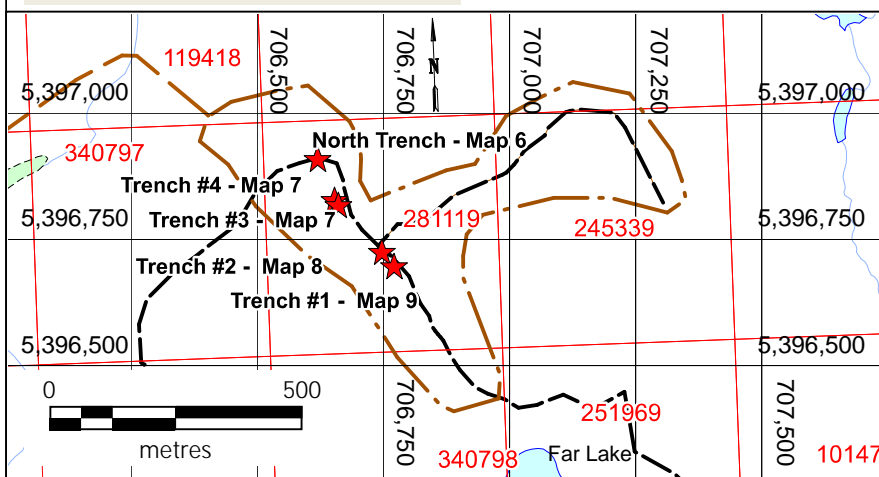 119418
706,500
706,750
707,000
707,250
N
5,397,000
5,397,000
North Trench - Map 6
340797
Trench #4 - Map 7
Trench #3 - Map 7
281119
245339
5,396,750
5,396,750
Trench #2 - Map 8
Trench #1 - Map 9
5,396,500
5,396,500
0
500
metres
706,750
707,500
251969
340798
Far Lake
10147